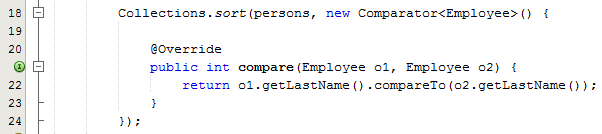 18 Collections.sort(persons, new Comparator<Employee>() {
19
20 @Override
public int compare(Employee o1, Employee o2) {
22 return o1.getLastName().compareTo(o2.getLastName());
23 }
24 });